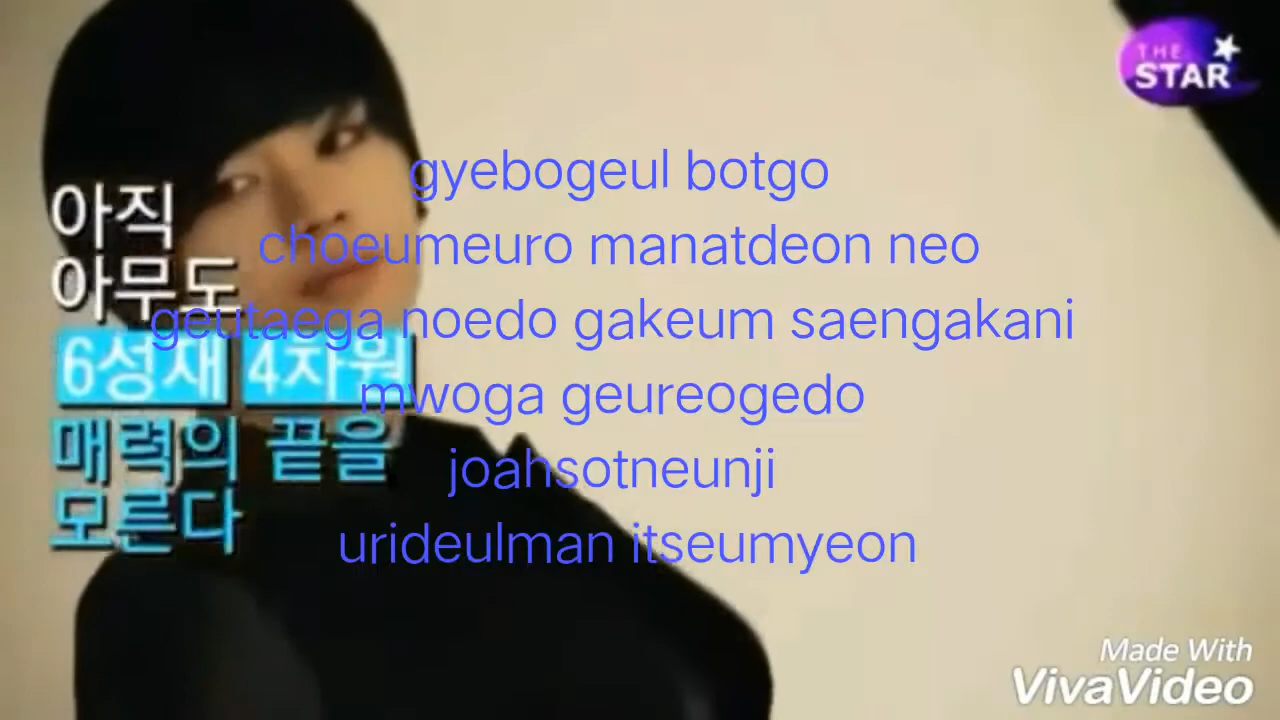 THE
STAR
gyebogeul botgo
아직
choeumeuro manatdeon neo
아무도
geutaega noedo gakeum saengakani
6성재 4차원
mwoga geureogedo
매력의 끝을
joahsotneunji
모른다
urideulman itseumyeon
Made With
VivaVideo